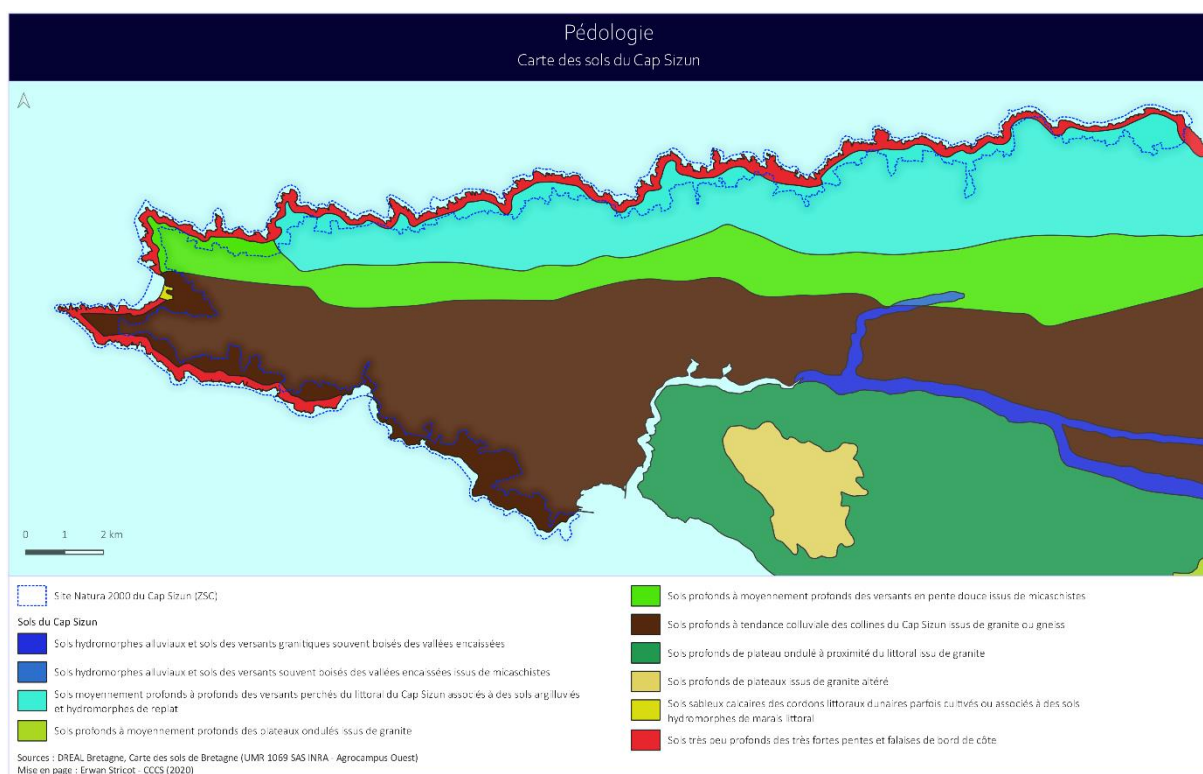 Pédologie
Carte des sols du Cap Sizun
0 1 2 km
Site Natura 2000 du Cap Sizun (ZSC)
Sols du Cap Sizun
Sols hydromorphes alluviaux et sols des versants granitiques souvent boisés des vallées encaissées
Sols hydromorphes alluviaux et sols des versants souvent boisés des vallées encaissées issus de micaschistes
Sols moyennement profonds à profonds des versants perchés du littoral du Cap Sizun associés à des sols argilluviés
et hydromorphes de replat
Sols profonds à moyennement profonds des plateaux ondulés issus de granite
Sources : DREAL Bretagne, Carte des sols de Bretagne (UMR 1069 SAS INRA - Agrocampus Ouest)
Mise en page : Erwan Stricot - CCCS (2020)
Sols profonds à moyennement profonds des versants en pente douce issus de micaschistes
Sols profonds à tendance colluviale des collines du Cap Sizun issus de granite ou gneiss
Sols profonds de plateau ondulé à proximité du littoral issu de granite
Sols profonds de plateaux issus de granite altéré
Sols sableux calcaires des cordons littoraux dunaires parfois cultivés ou associés à des sols
hydromorphes de marais littoral
Sols très peu profonds des très fortes pentes et falaises de bord de côte